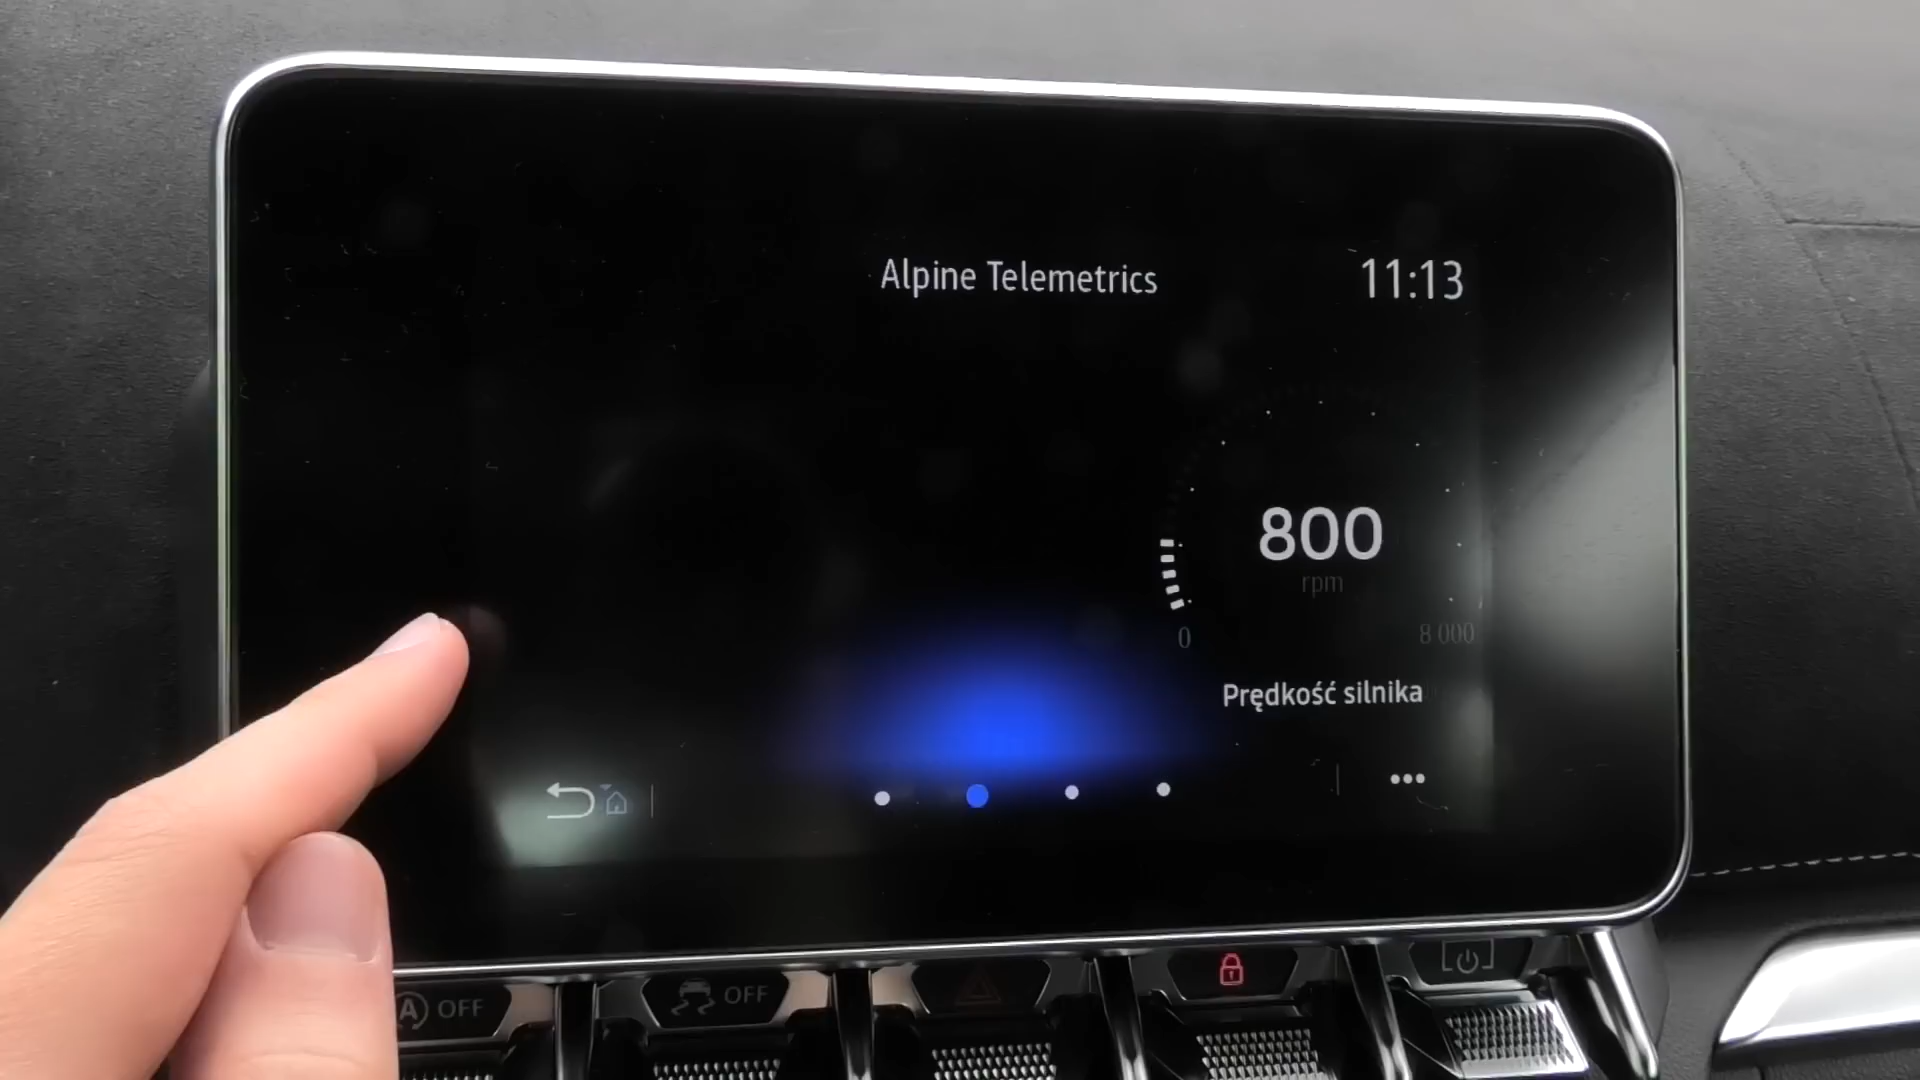 Alpine Telemetrics
11:13
800
rpm
0
8 000
Prędkość silnika
A OFF
OFF